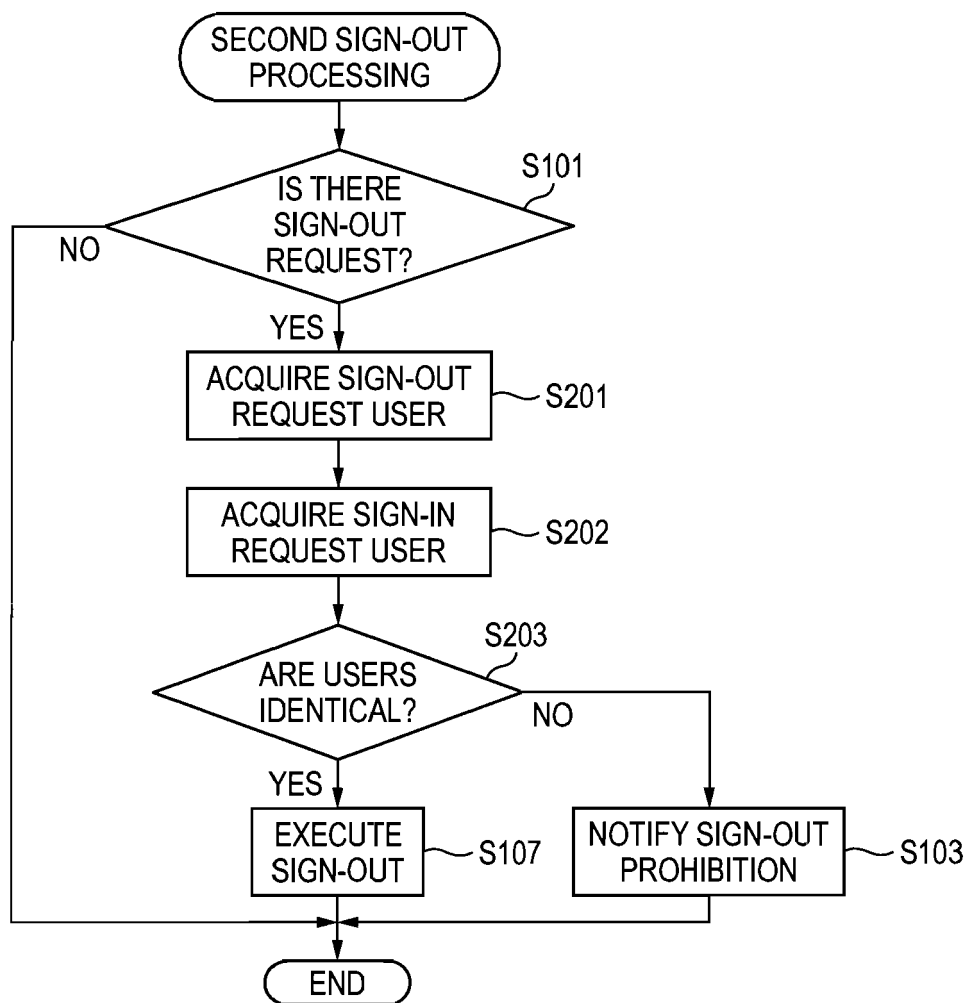 SECOND SIGN-OUT
PROCESSING
S101
IS THERE
SIGN-OUT
REQUEST?
NO
YES
ACQUIRE SIGN-OUT
REQUEST USER
S201
ACQUIRE SIGN-IN
REQUEST USER
S202
S203
ARE USERS
IDENTICAL?
NO
YES
EXECUTE
SIGN-OUT
S107
NOTIFY SIGN-OUT
PROHIBITION
S103
END